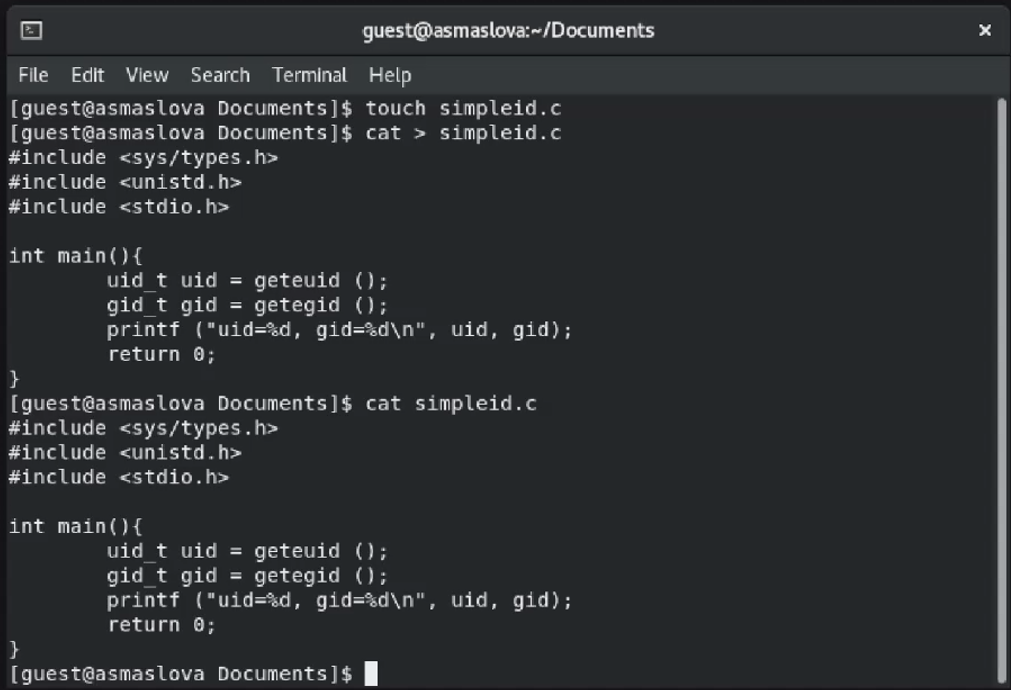 guest@asmaslova:~/Documents
File Edit View Search Terminal Help
[guest@asmaslova Documents]$ touch simpleid.c
[guest@asmaslova Documents]$ cat > simpleid.c
#include <sys/types.h>
#include <unistd.h>
#include <stdio.h>

int main(){
        uid_t uid = geteuid ();
        gid_t gid = getegid ();
        printf ("uid=%d, gid=%d\n", uid, gid);
        return 0;
}
[guest@asmaslova Documents]$ cat simpleid.c
#include <sys/types.h>
#include <unistd.h>
#include <stdio.h>

int main(){
        uid_t uid = geteuid ();
        gid_t gid = getegid ();
        printf ("uid=%d, gid=%d\n", uid, gid);
        return 0;
}
[guest@asmaslova Documents]$